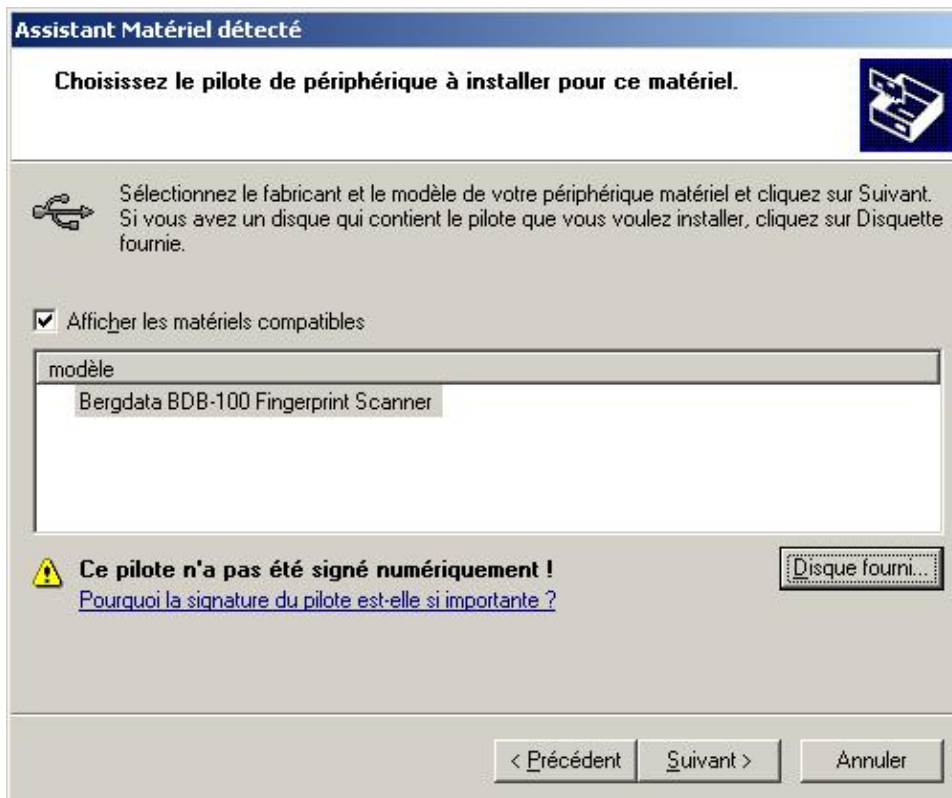 Assistant Matériel détecté
Choisissez le pilote de périphérique à installer pour ce matériel.
Sélectionnez le fabricant et le modèle de votre périphérique matériel et cliquez sur Suivant.
Si vous avez un disque qui contient le pilote que vous voulez installer, cliquez sur Disquette
fournie.
Afficher les matériels compatibles
modèle
Bergdata BDB-100 Fingerprint Scanner
Ce pilote n'a pas été signé numériquement !
Disque fourni...
Pourquoi la signature du pilote est-elle si importante ?
< Précédent
Suivant >
Annuler